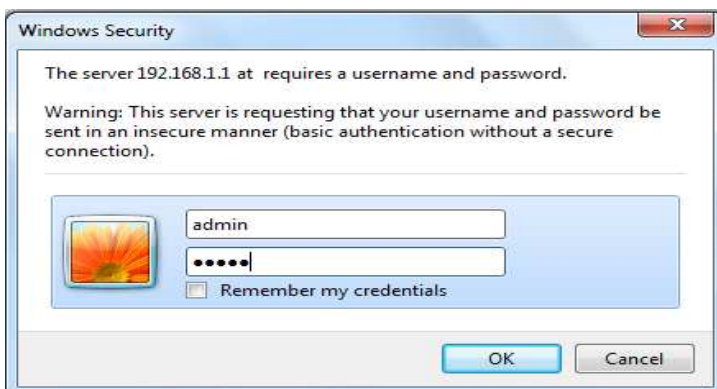 Windows Security
The server 192.168.1.1 at  requires a username and password.
Warning: This server is requesting that your username and password be
sent in an insecure manner (basic authentication without a secure
connection).
admin
●●●●●
Remember my credentials
OK
Cancel